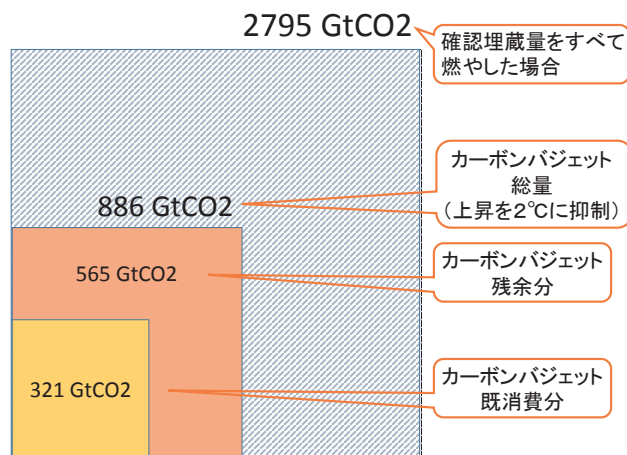 2795 GtCO2
確認埋蔵量をすべて
燃やした場合
カーボンバジェット
総量
（上昇を2℃に抑制）
886 GtCO2
565 GtCO2
カーボンバジェット
残余分
321 GtCO2
カーボンバジェット
既消費分